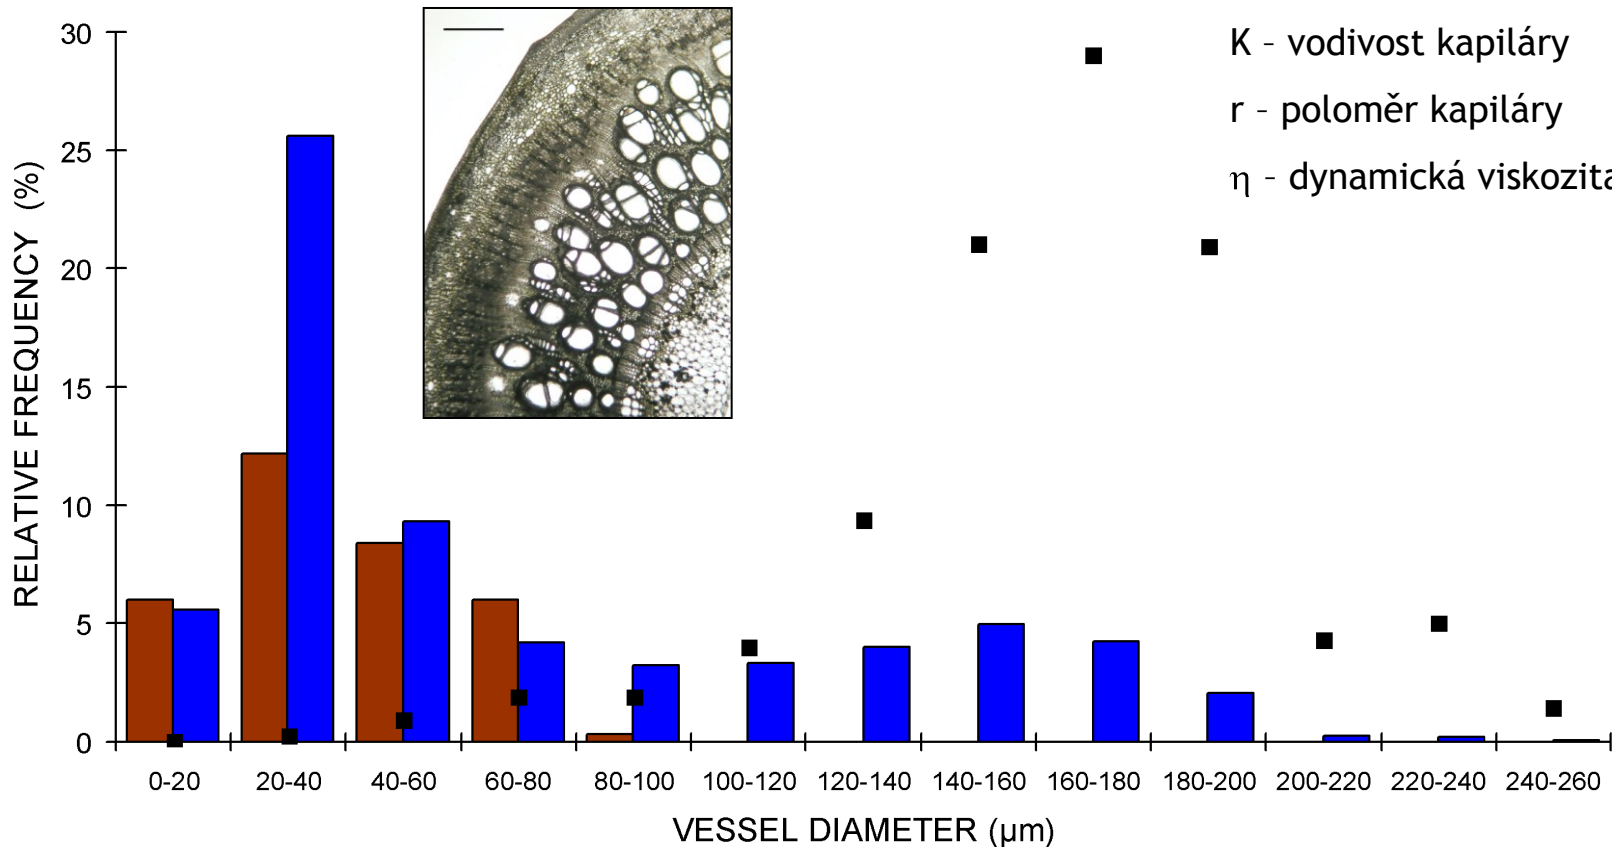 K - vodivost kapiláry
r - poloměr kapiláry
η - dynamická viskozita
RELATIVE FREQUENCY (%)
30
25
20
15
10
5
0
0-20 20-40 40-60 60-80 80-100 100-120 120-140 140-160 160-180 180-200 200-220 220-240 240-260
VESSEL DIAMETER (µm)